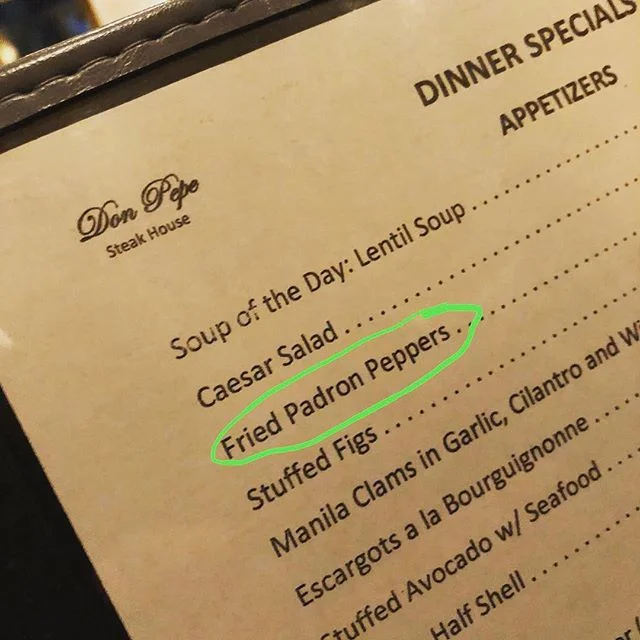 DINNER SPECIALS
APPETIZERS
Don Pepe
Steak House
Soup of the Day: Lentil Soup
Caesar Salad
Fried Padron Peppers
Stuffed Figs
Manila Clams in Garlic, Cilantro and
Escargots a la Bourguignonne
Stuffed Avocado w/ Seafood
Half Shell